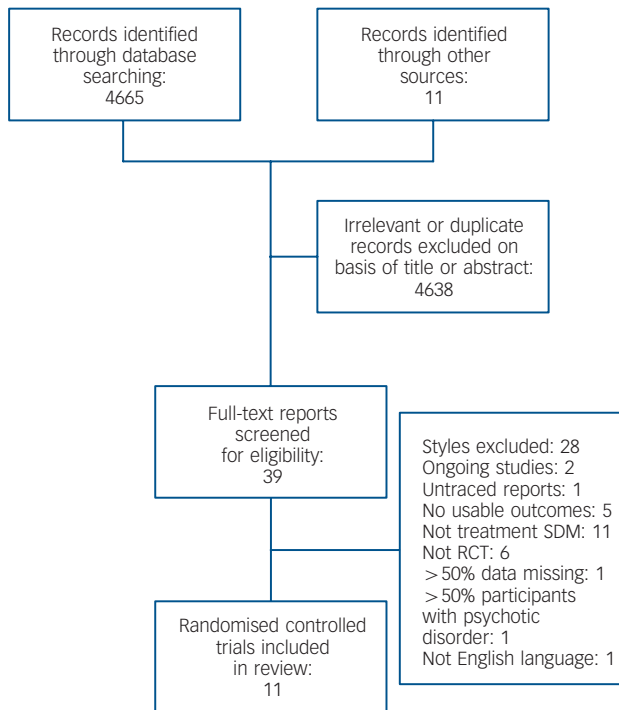 Records identified
through database
searching:
4665
Records identified
through other
sources:
11
Irrelevant or duplicate
records excluded on
basis of title or abstract:
4638
Full-text reports
screened
for eligibility:
39
Styles excluded: 28
Ongoing studies: 2
Untraced reports: 1
No usable outcomes: 5
Not treatment SDM: 11
Not RCT: 6
>50% data missing: 1
>50% participants
with psychotic
disorder: 1
Not English language: 1
Randomised controlled
trials included
in review:
11